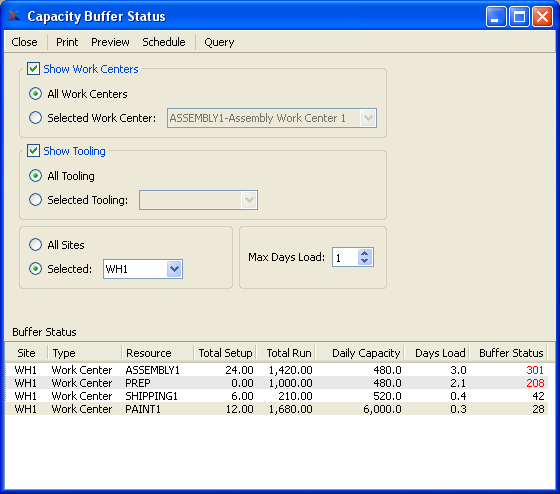 Capacity Buffer Status
Close Print Preview Schedule Query
Show Work Centers
All Work Centers
Selected Work Center: ASSEMBLY1-Assembly Work Center 1
Show Tooling
All Tooling
Selected Tooling:
All Sites
Selected: WH1
Max Days Load: 1
Buffer Status
Site Type Resource Total Setup Total Run Daily Capacity Days Load Buffer Status
WH1 Work Center ASSEMBLY1 24.00 1,420.00 480.0 3.0 301
WH1 Work Center PREP 0.00 1,000.00 480.0 2.1 208
WH1 Work Center SHIPPING1 6.00 210.00 520.0 0.4 42
WH1 Work Center PAINT1 12.00 1,680.00 6,000.0 0.3 28